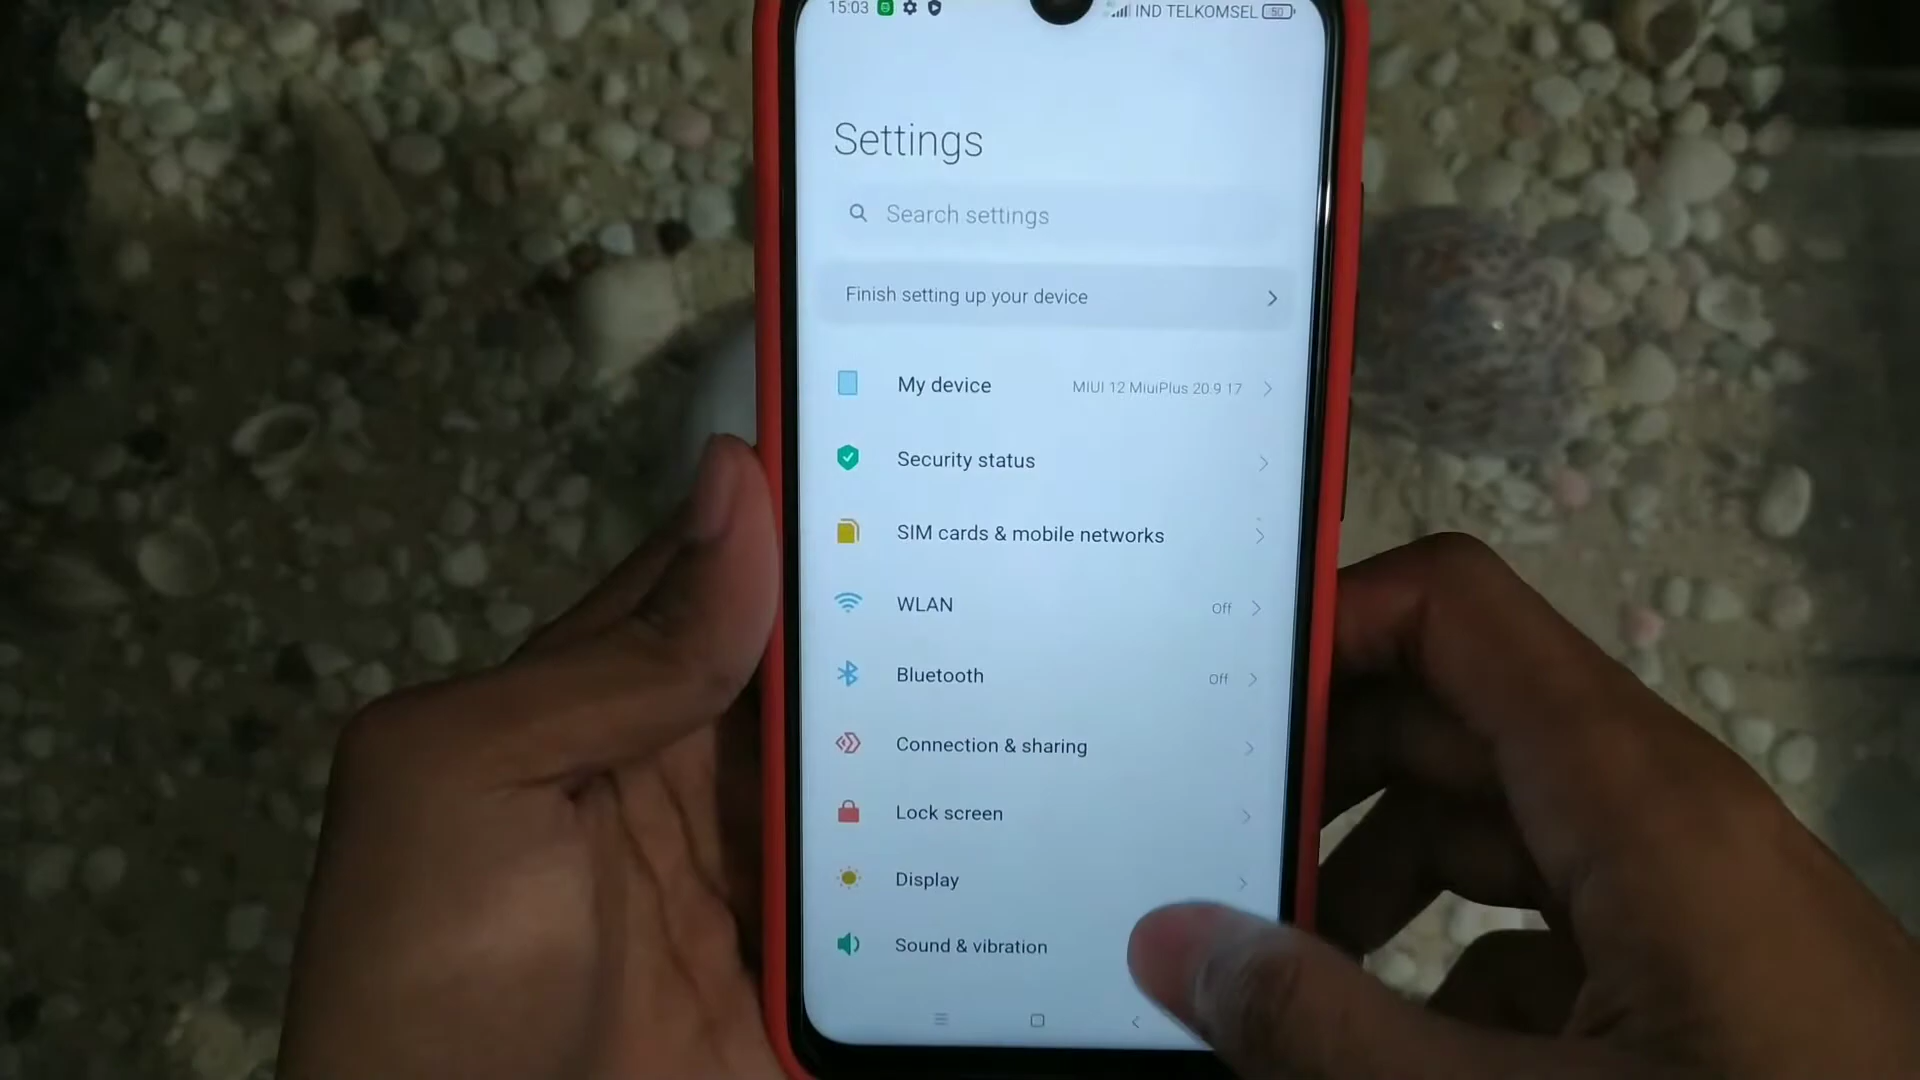 15:03 IND TELKOMSEL 50
Settings
Search settings
Finish setting up your device
My device MIUI 12 MiuiPlus 20.9 17
Security status
SIM cards & mobile networks
WLAN Off
Bluetooth Off
Connection & sharing
Lock screen
Display
Sound & vibration